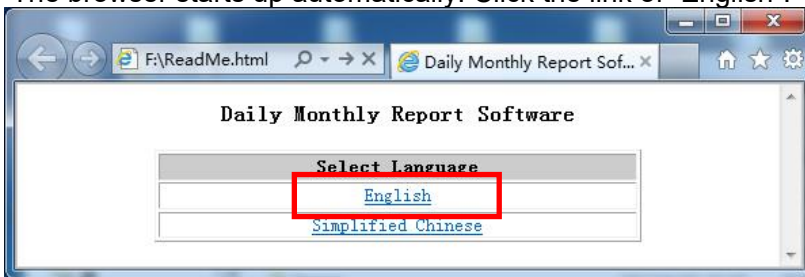 The browser starts up automatically. Click the link of "English".
F:\ReadMe.html
Daily Monthly Report Sof...
Daily Monthly Report Software
Select Language
English
Simplified Chinese